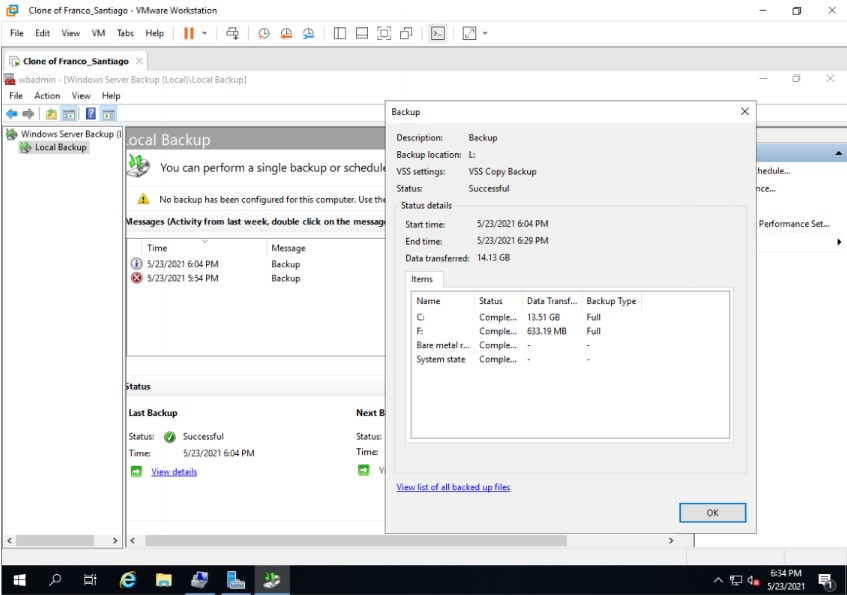 Clone of Franco_Santiago - VMware Workstation
File Edit View VM Tabs Help
Clone of Franco_Santiago
wbadmin - [Windows Server Backup (Local)\Local Backup]
File Action View Help
Windows Server Backup (l
Local Backup
ocal Backup
You can perform a single backup or schedule
No backup has been configured for this computer. Use the
Messages (Activity from last week, double click on the messag
Time Message
5/23/2021 6:04 PM Backup
5/23/2021 5:54 PM Backup
Status
Last Backup
Status: Successful
Time: 5/23/2021 6:04 PM
View details
Next B
Status:
Time:
Vi
Backup
Description: Backup
Backup location: L:
VSS settings: VSS Copy Backup
Status: Successful
Status details
Start time: 5/23/2021 6:04 PM
End time: 5/23/2021 6:29 PM
Data transferred: 14.13 GB
Items
Name Status Data Transf... Backup Type
C: Comple... 13.51 GB Full
F: Comple... 633.19 MB Full
Bare metal r... Comple... - -
System state Comple... - -
View list of all backed up files
OK
hedule...
nce...
Performance Set...
6:34 PM
5/23/2021
1